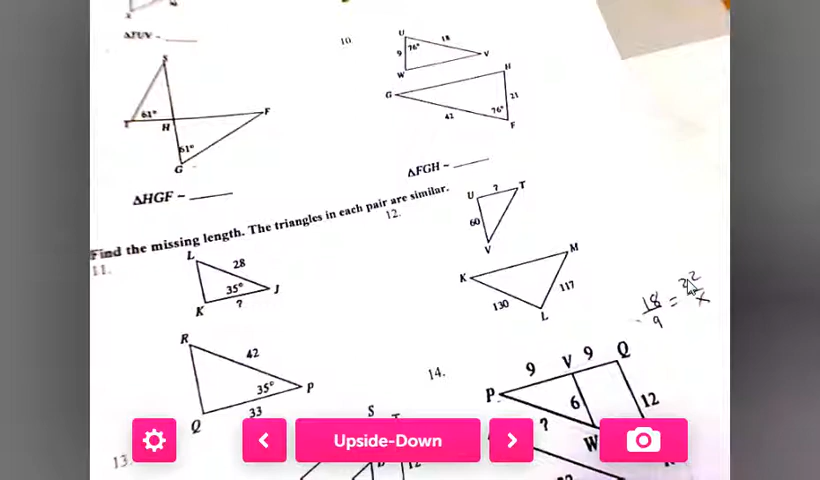 10.
U
18
9
76°
V
W
H
G
21
76°
42
F
S
61°
F
H
61°
G
ΔFGH ~
ΔHGF ~
Find the missing length. The triangles in each pair are similar.
11.
12.
L
28
35°
J
K
?
U
?
T
60
V
M
K
117
130
L
18/9 = 22/x
R
42
35°
P
33
Q
13.
S
14.
9
V
9
Q
P
6
12
?
W
Upside-Down